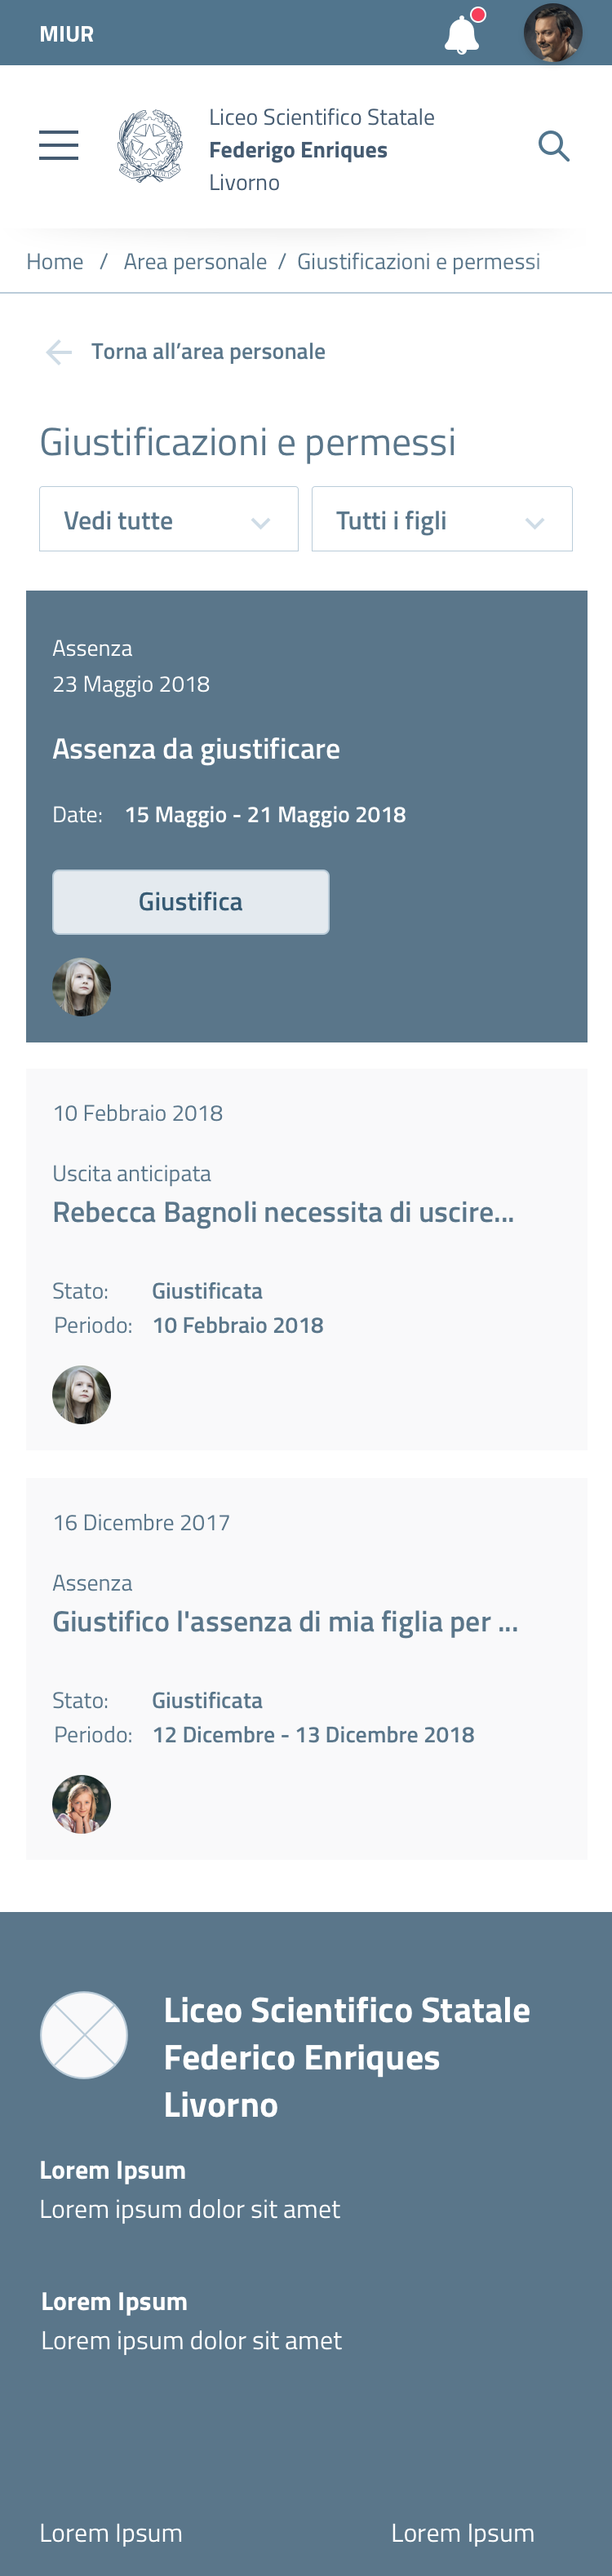 MIUR
Liceo Scientifico Statale
Federigo Enriques
Livorno
Home / Area personale / Giustificazioni e permessi
Torna all’area personale
Giustificazioni e permessi
Vedi tutte
Tutti i figli
Assenza
23 Maggio 2018
Assenza da giustificare
Date: 15 Maggio - 21 Maggio 2018
Giustifica
10 Febbraio 2018
Uscita anticipata
Rebecca Bagnoli necessita di uscire...
Stato: Giustificata
Periodo: 10 Febbraio 2018
16 Dicembre 2017
Assenza
Giustifico l'assenza di mia figlia per ...
Stato: Giustificata
Periodo: 12 Dicembre - 13 Dicembre 2018
Liceo Scientifico Statale
Federico Enriques
Livorno
Lorem Ipsum
Lorem ipsum dolor sit amet
Lorem Ipsum
Lorem ipsum dolor sit amet
Lorem Ipsum
Lorem Ipsum